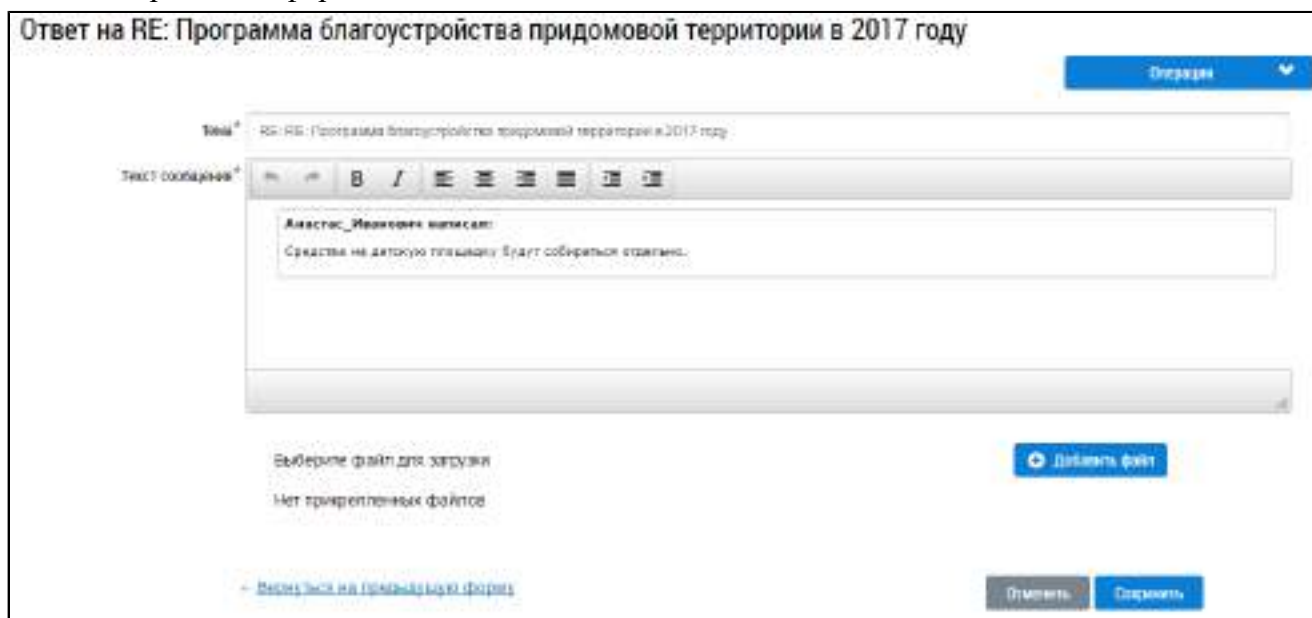 Ответ на RE: Программа благоустройства придомовой территории в 2017 году
Операции
Тема*
RE: RE: Программа благоустройства придомовой территории в 2017 году
Текст сообщения*
B I
Анастас_Иванович написал:
Средства на детскую площадку будут собираться отдельно.
Выберите файл для загрузки
Добавить файл
Нет прикрепленных файлов
← Вернуться на предыдущую форму
Отменить
Сохранить